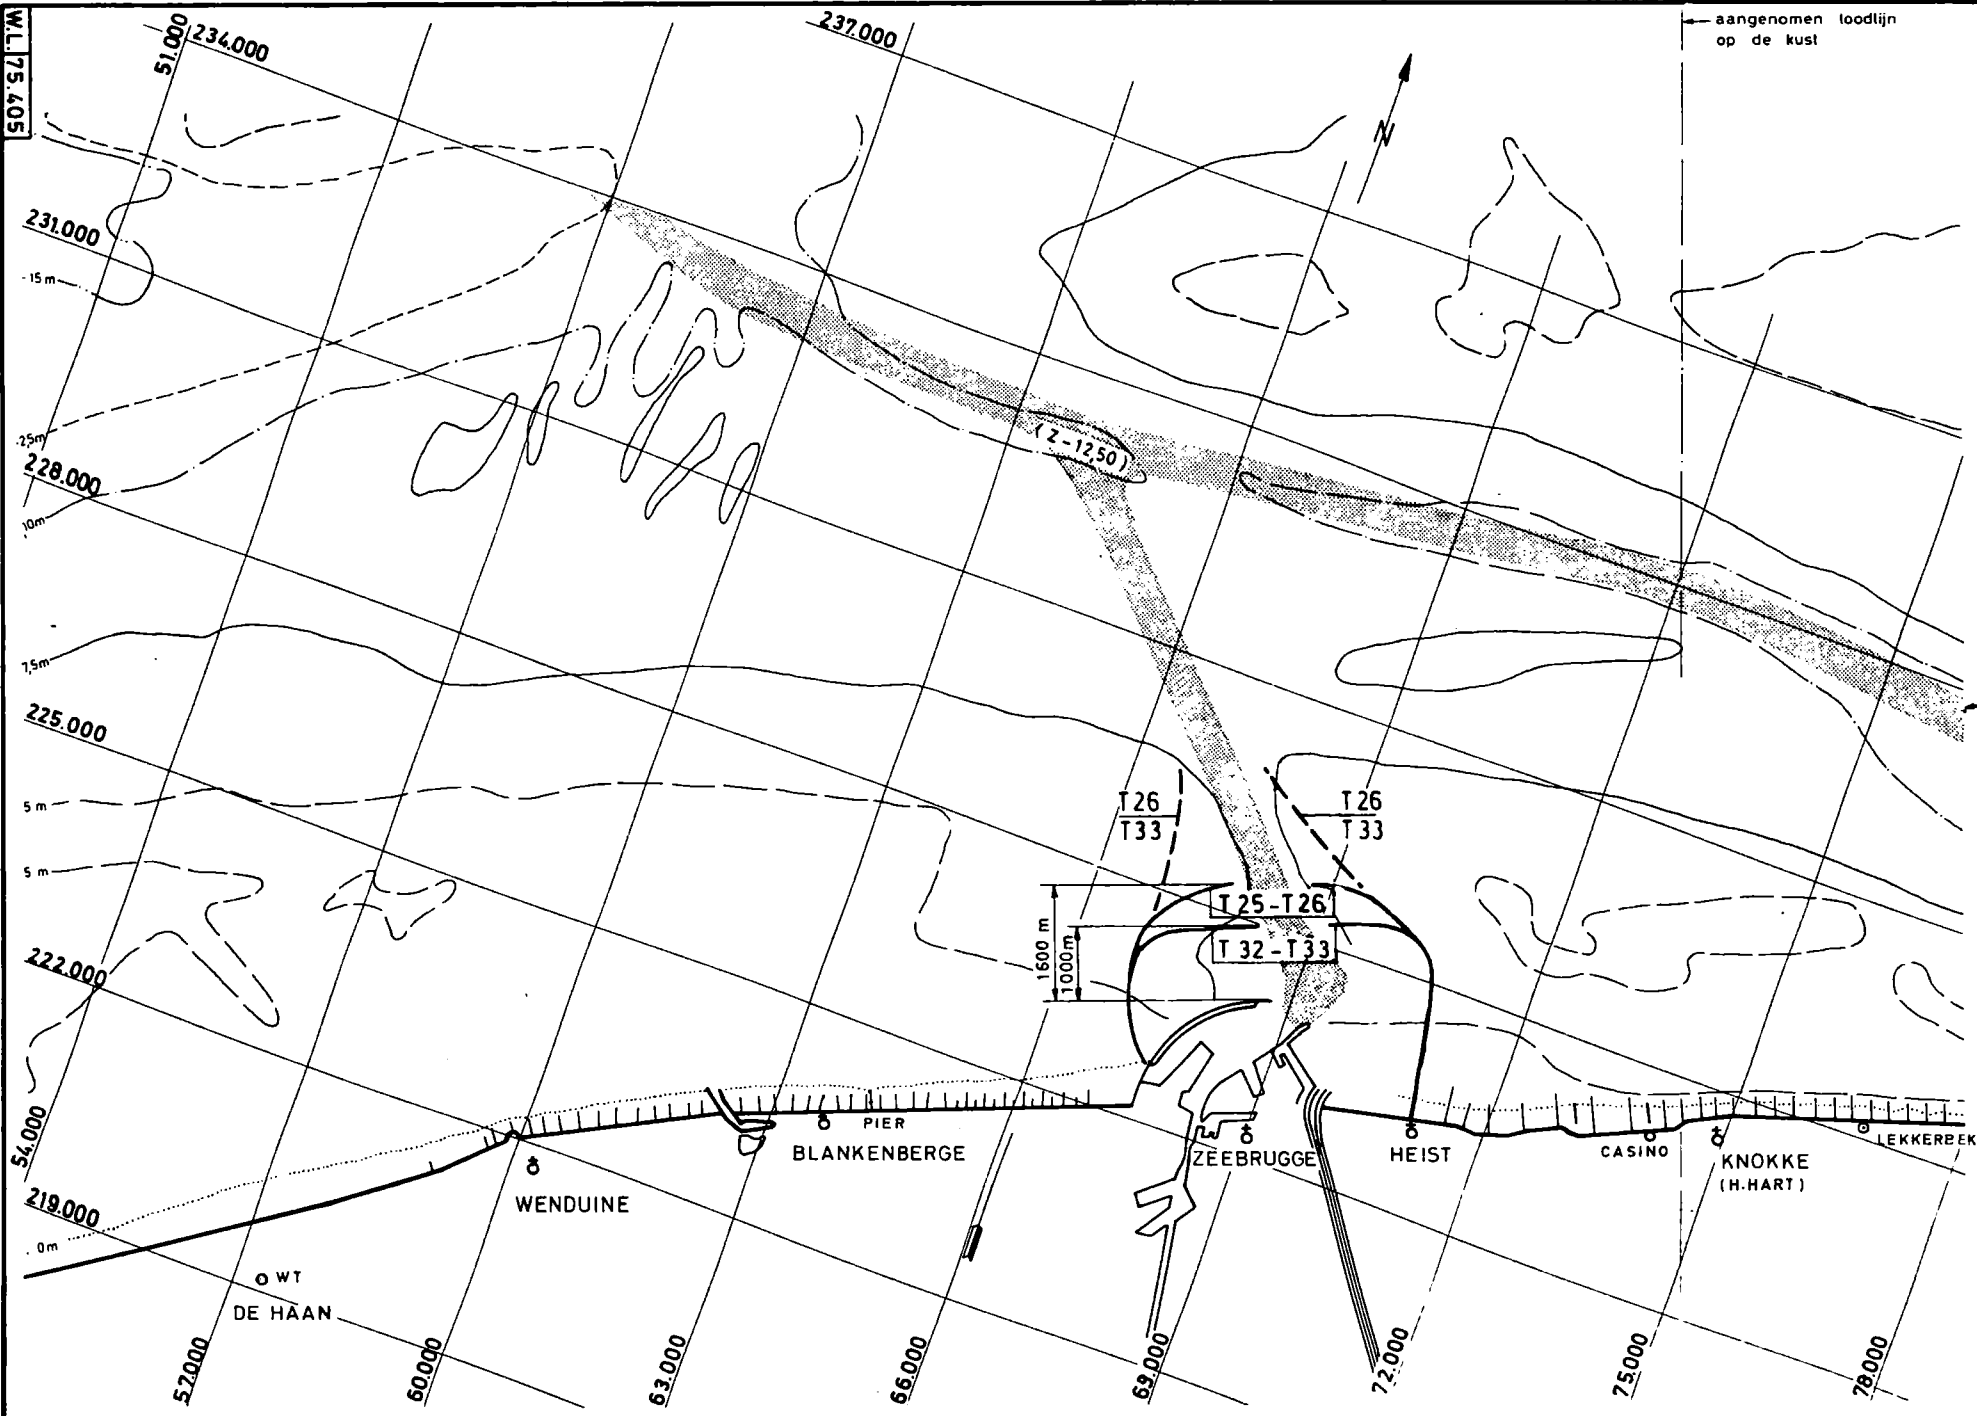 W.L. 75.405
51.000
234.000
237.000
aangenomen loodlijn
op de kust
N
231.000
-15m
(Z-12,50)
-25m
228.000
10m
7,5m
225.000
T26
T33
T26
T33
5m
5m
T25-T26
T32-T33
1600 m
1000m
222.000
54.000
PIER
BLANKENBERGE
ZEEBRUGGE
HEIST
CASINO
KNOKKE
(H.HART)
LEKKERBEK
WENDUINE
219.000
0m
WT
DE HAAN
57.000
60.000
63.000
66.000
69.000
72.000
75.000
78.000